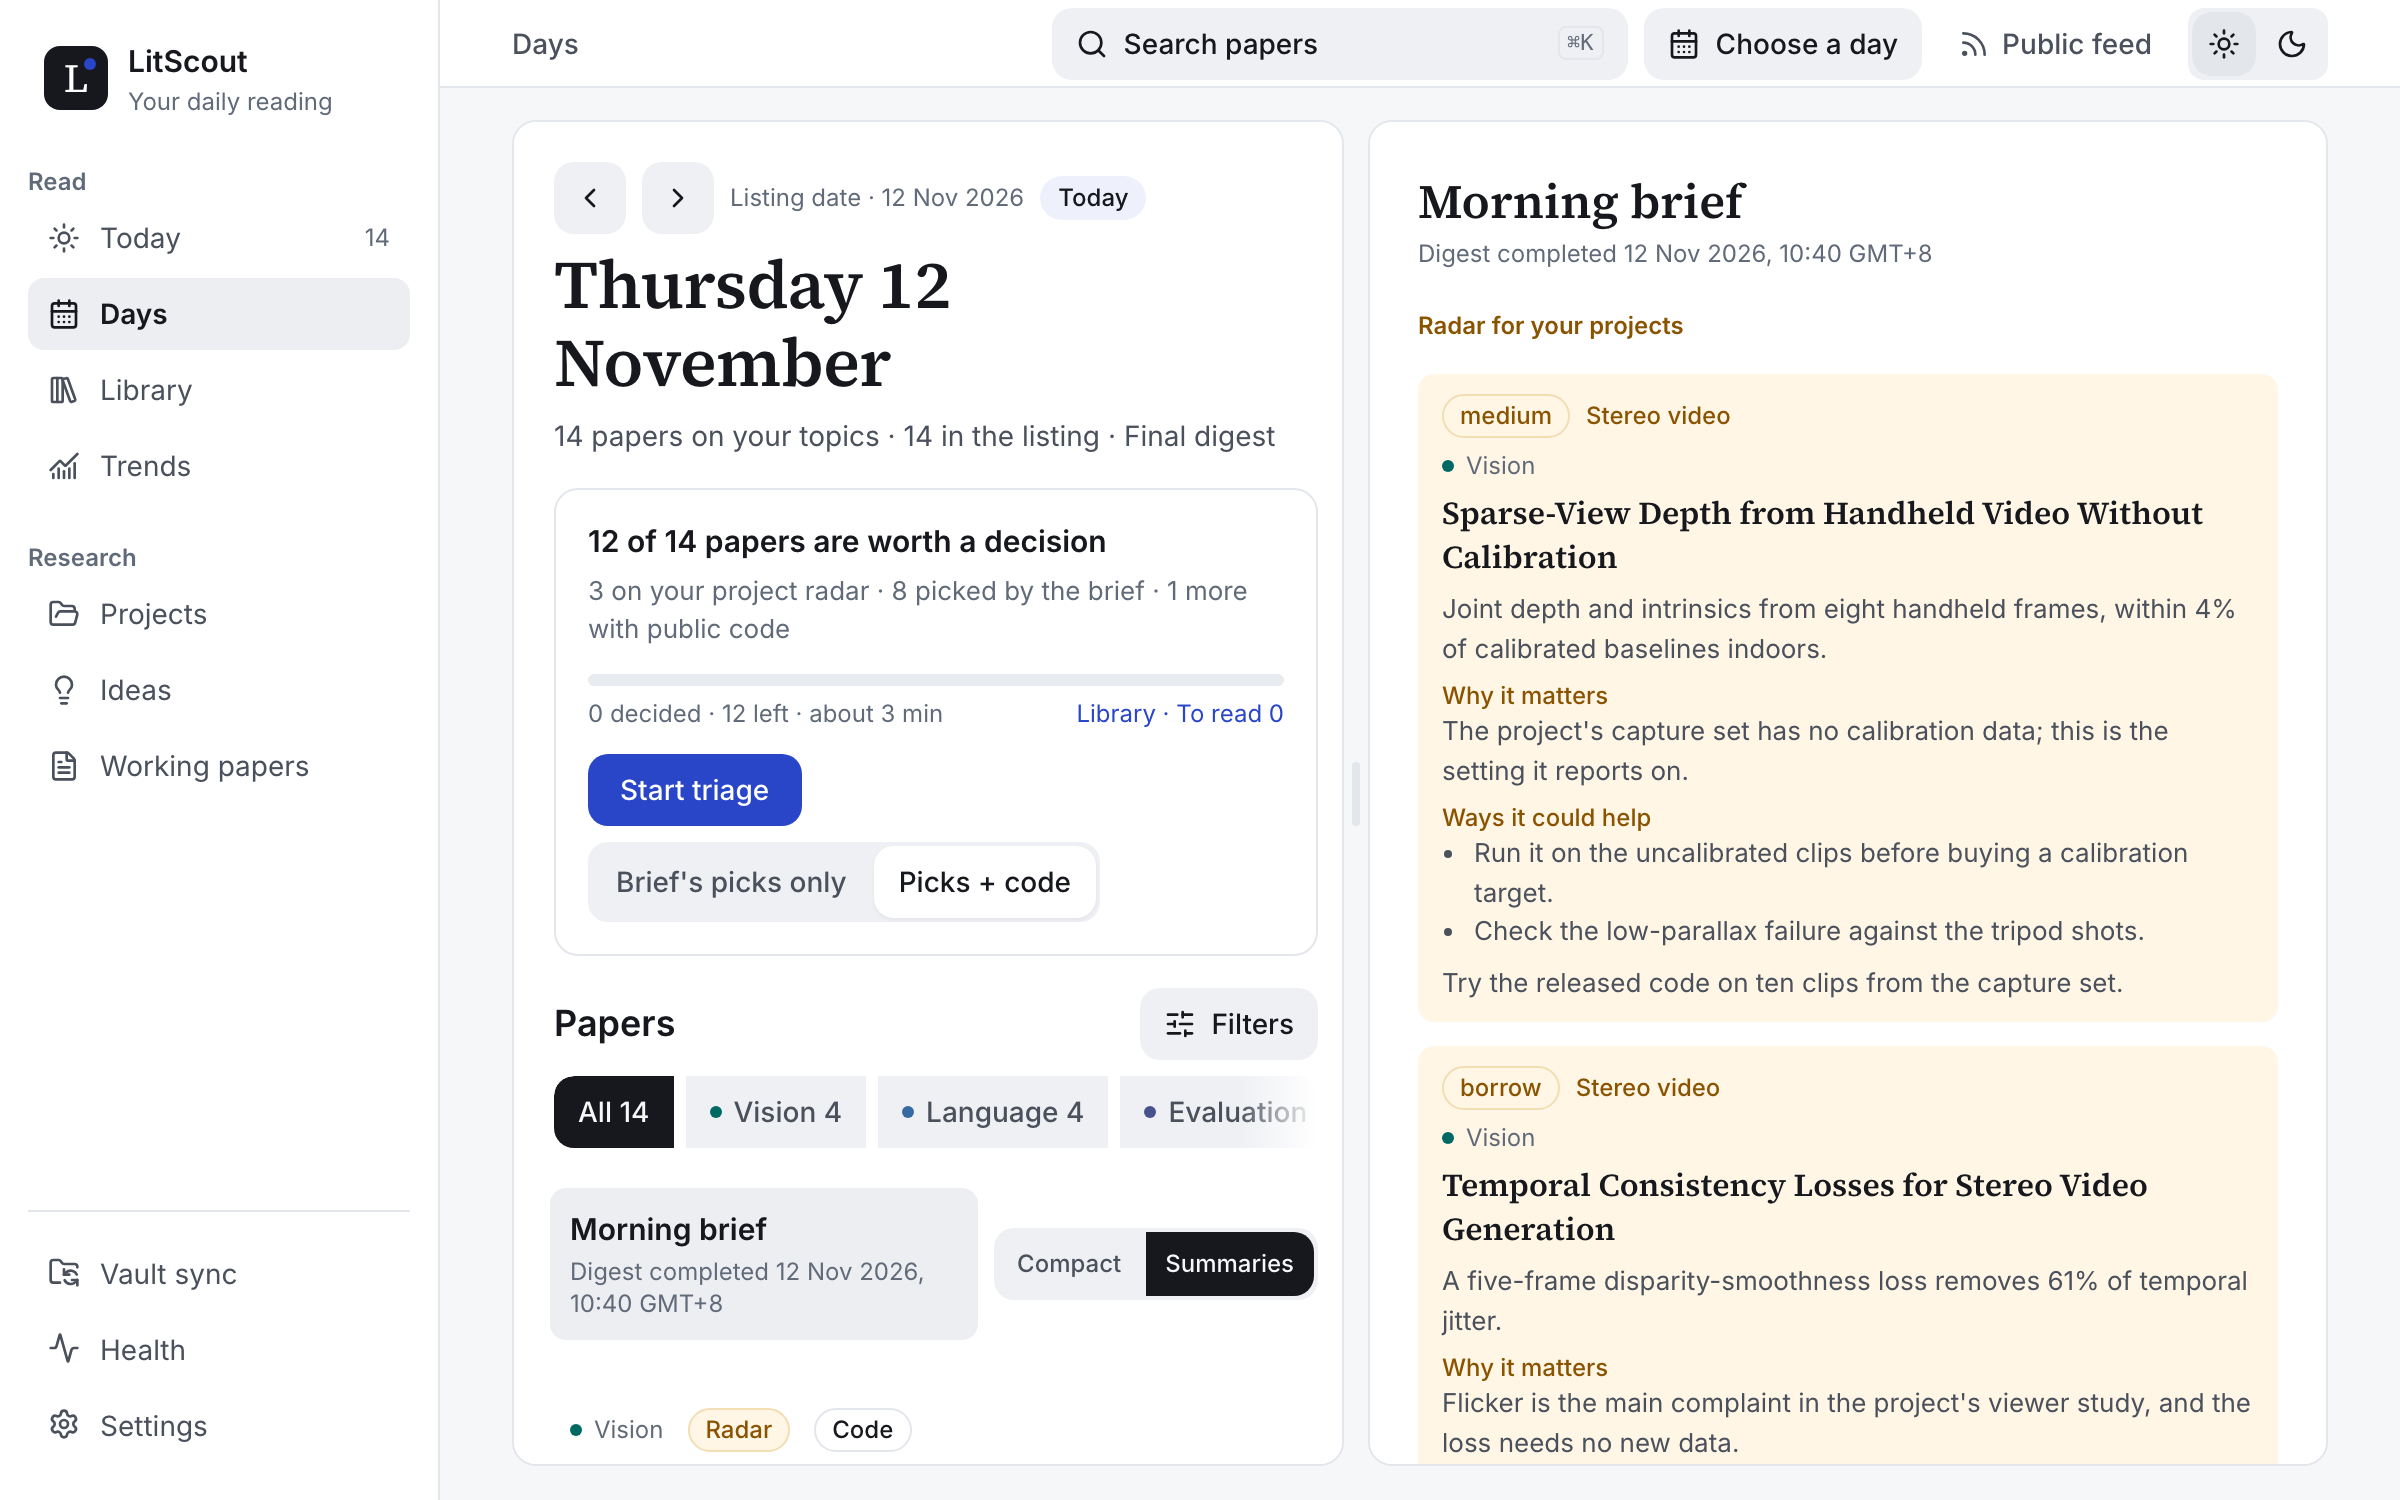 L
LitScout
Your daily reading
Read
Today 14
Days
Library
Trends
Research
Projects
Ideas
Working papers
Vault sync
Health
Settings
Days
Search papers ⌘K
Choose a day
Public feed
Listing date · 12 Nov 2026 Today
Thursday 12
November
14 papers on your topics · 14 in the listing · Final digest
12 of 14 papers are worth a decision
3 on your project radar · 8 picked by the brief · 1 more
with public code
0 decided · 12 left · about 3 min Library · To read 0
Start triage
Brief's picks only Picks + code
Papers Filters
All 14 Vision 4 Language 4 Evaluation
Morning brief
Digest completed 12 Nov 2026,
10:40 GMT+8
Compact Summaries
Vision Radar Code
Morning brief
Digest completed 12 Nov 2026, 10:40 GMT+8
Radar for your projects
medium Stereo video
Vision
Sparse-View Depth from Handheld Video Without
Calibration
Joint depth and intrinsics from eight handheld frames, within 4%
of calibrated baselines indoors.
Why it matters
The project's capture set has no calibration data; this is the
setting it reports on.
Ways it could help
• Run it on the uncalibrated clips before buying a calibration
target.
• Check the low-parallax failure against the tripod shots.
Try the released code on ten clips from the capture set.
borrow Stereo video
Vision
Temporal Consistency Losses for Stereo Video
Generation
A five-frame disparity-smoothness loss removes 61% of temporal
jitter.
Why it matters
Flicker is the main complaint in the project's viewer study, and the
loss needs no new data.